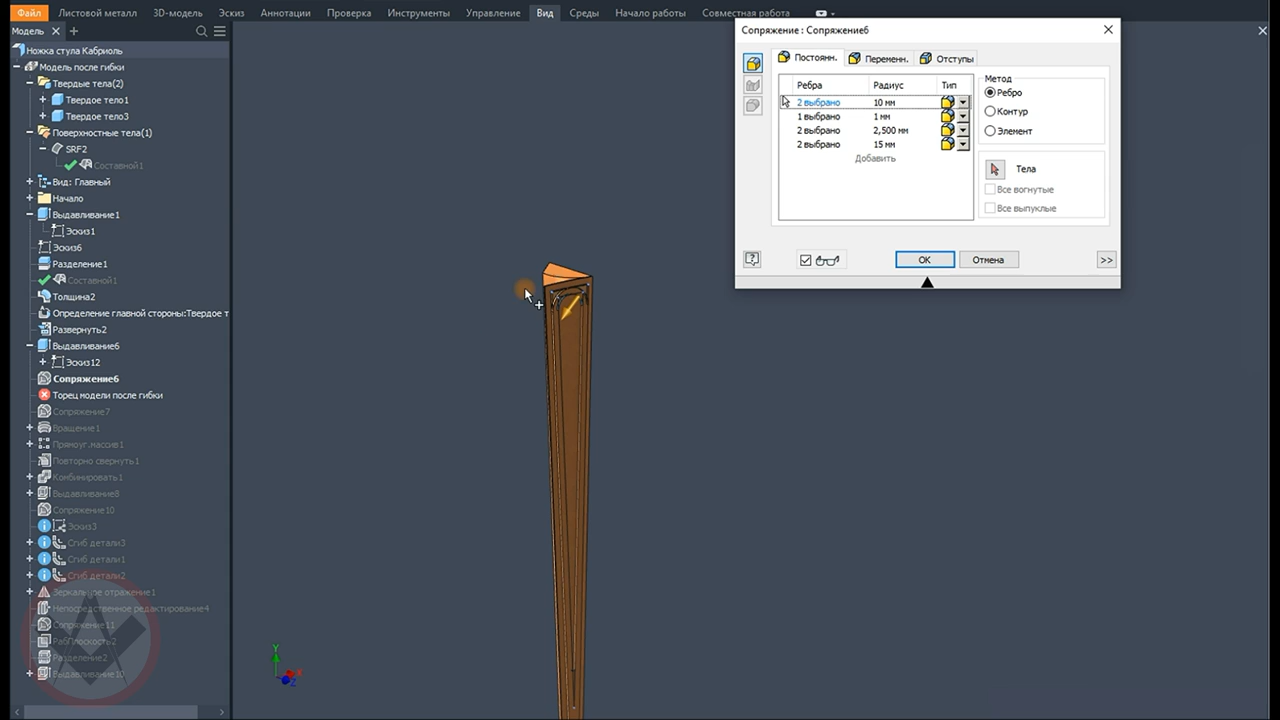 Файл Листовой металл 3D-модель Эскиз Аннотации Проверка Инструменты Управление Вид Среды Начало работы Совместная работа
Модель
Ножка стула Кабриоль
Модель после гибки
Твердые тела(2)
Твердое тело1
Твердое тело3
Поверхностные тела(1)
SRF2
Составной1
Вид: Главный
Начало
Выдавливание1
Эскиз1
Эскиз6
Разделение1
Составной1
Толщина2
Определение главной стороны:Твердое т
Развернуть2
Выдавливание6
Эскиз12
Сопряжение6
Торец модели после гибки
Сопряжение7
Вращение1
Прямоуг.массив1
Повторно свернуть1
Комбинировать1
Выдавливание8
Сопряжение10
Эскиз3
Сгиб детали3
Сгиб детали1
Сгиб детали2
Зеркальное отражение1
Непосредственное редактирование4
Сопряжение11
РабПлоскость2
Разделение2
Выдавливание10
Сопряжение : Сопряжение6
Постоянн. Переменн. Отступы
Ребра Радиус Тип
2 выбрано 10 мм
1 выбрано 1 мм
2 выбрано 2,500 мм
2 выбрано 15 мм
Добавить
Метод
Ребро
Контур
Элемент
Тела
Все вогнутые
Все выпуклые
OK Отмена >>
Y
X
Z